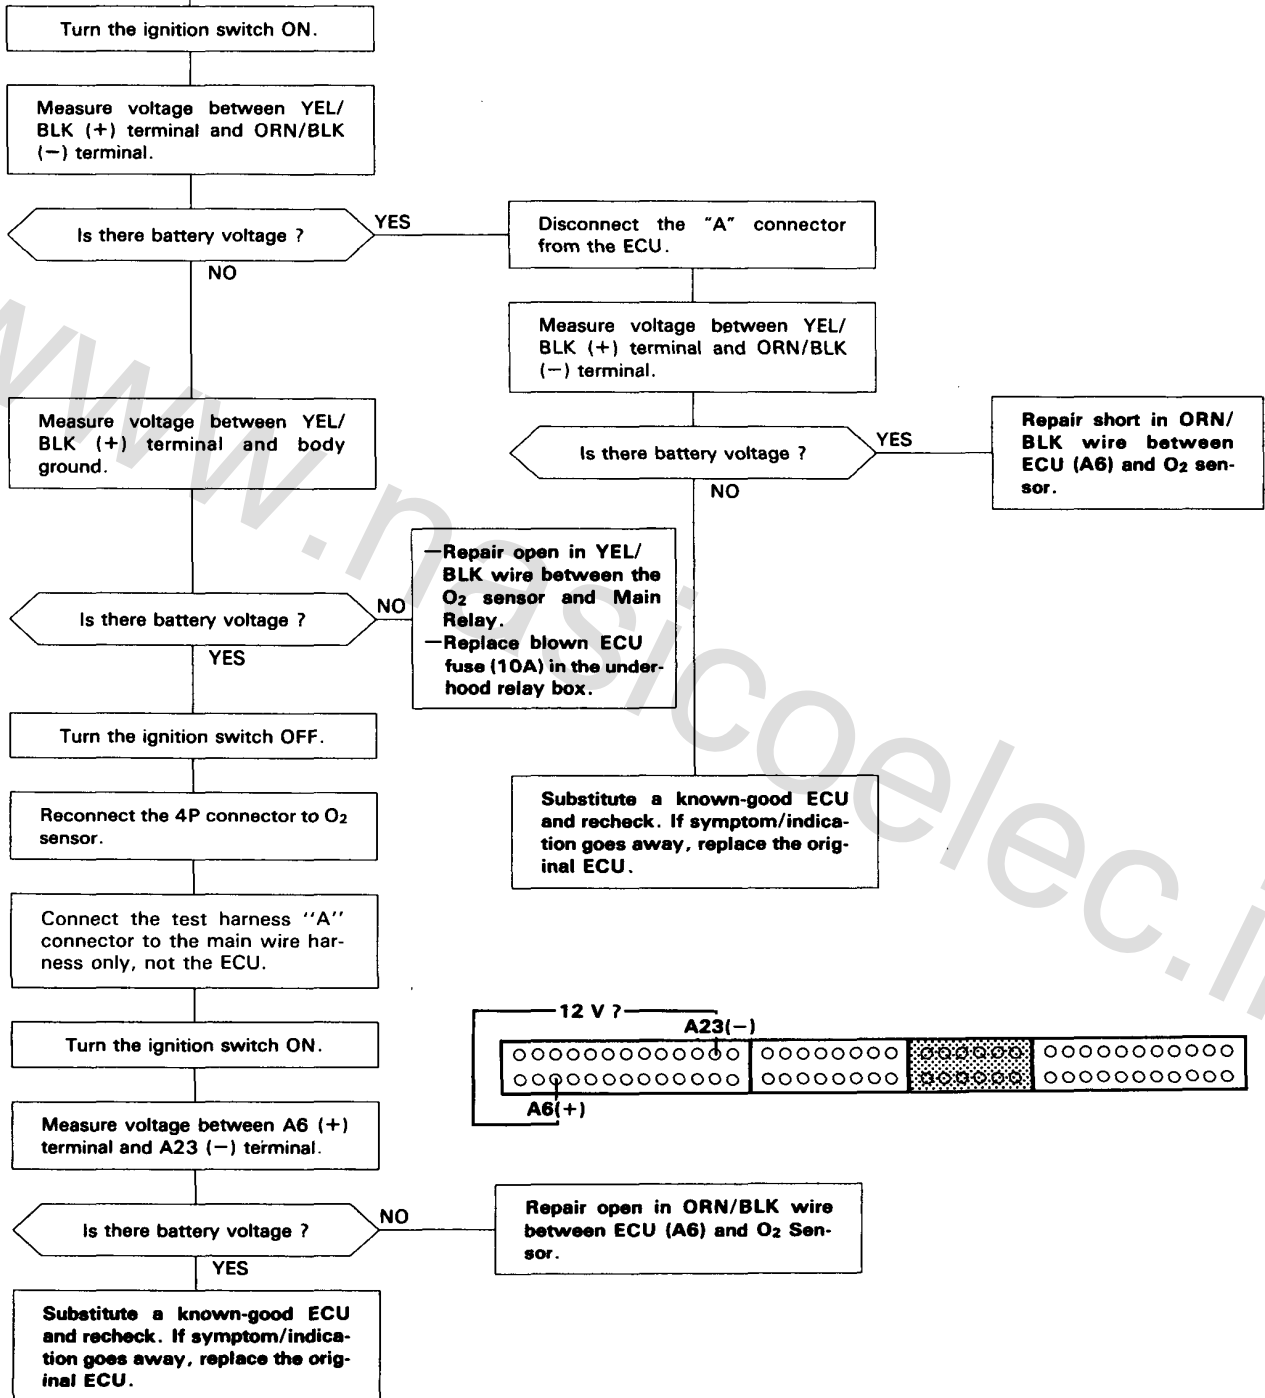 Turn the ignition switch ON.
Measure voltage between YEL/
BLK (+) terminal and ORN/BLK
(−) terminal.
Is there battery voltage ?
YES
NO
Disconnect the "A" connector
from the ECU.
Measure voltage between YEL/
BLK (+) terminal and ORN/BLK
(−) terminal.
Is there battery voltage ?
YES
NO
Repair short in ORN/
BLK wire between
ECU (A6) and O2 sen-
sor.
Measure voltage between YEL/
BLK (+) terminal and body
ground.
Is there battery voltage ?
NO
YES
—Repair open in YEL/
BLK wire between the
O2 sensor and Main
Relay.
—Replace blown ECU
fuse (10A) in the under-
hood relay box.
Substitute a known-good ECU
and recheck. If symptom/indica-
tion goes away, replace the orig-
inal ECU.
Turn the ignition switch OFF.
Reconnect the 4P connector to O2
sensor.
Connect the test harness "A"
connector to the main wire har-
ness only, not the ECU.
Turn the ignition switch ON.
Measure voltage between A6 (+)
terminal and A23 (−) terminal.
12 V ?
A23(−)
A6(+)
Is there battery voltage ?
NO
YES
Repair open in ORN/BLK wire
between ECU (A6) and O2 Sen-
sor.
Substitute a known-good ECU
and recheck. If symptom/indica-
tion goes away, replace the orig-
inal ECU.
www.nasicoelec.ir